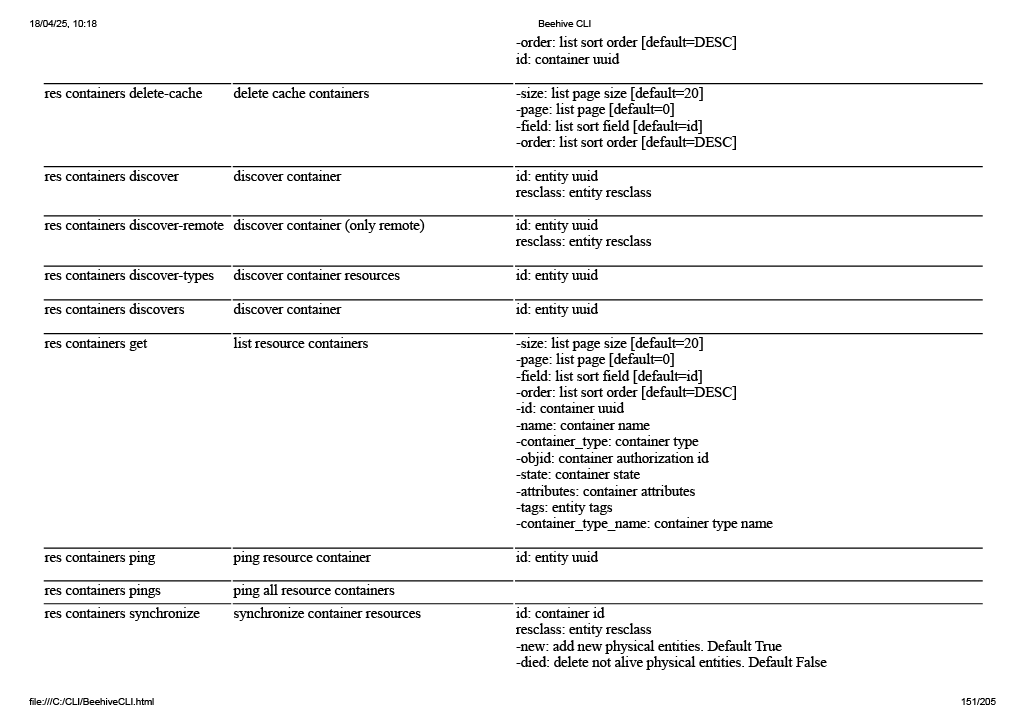 18/04/25, 10:18 Beehive CLI
-order: list sort order [default=DESC]
id: container uuid
res containers delete-cache delete cache containers -size: list page size [default=20]
-page: list page [default=0]
-field: list sort field [default=id]
-order: list sort order [default=DESC]
res containers discover discover container id: entity uuid
resclass: entity resclass
res containers discover-remote discover container (only remote) id: entity uuid
resclass: entity resclass
res containers discover-types discover container resources id: entity uuid
res containers discovers discover container id: entity uuid
res containers get list resource containers -size: list page size [default=20]
-page: list page [default=0]
-field: list sort field [default=id]
-order: list sort order [default=DESC]
-id: container uuid
-name: container name
-container_type: container type
-objid: container authorization id
-state: container state
-attributes: container attributes
-tags: entity tags
-container_type_name: container type name
res containers ping ping resource container id: entity uuid
res containers pings ping all resource containers
res containers synchronize synchronize container resources id: container id
resclass: entity resclass
-new: add new physical entities. Default True
-died: delete not alive physical entities. Default False
file:///C:/CLI/BeehiveCLI.html 151/205